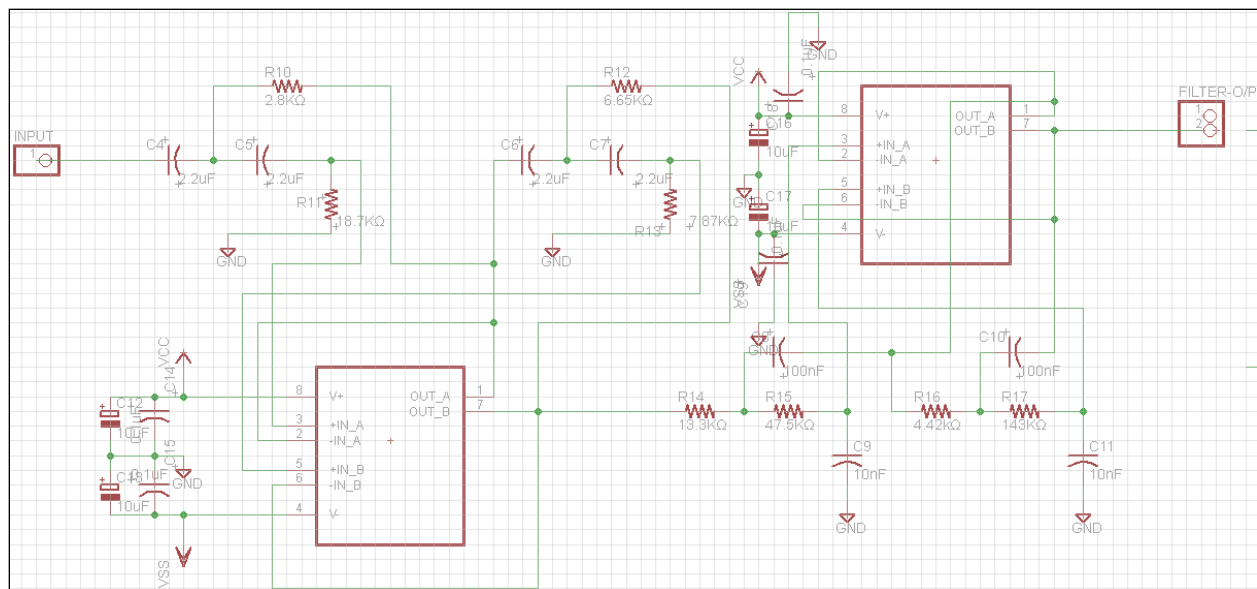 INPUT
1
C4
2.2uF
C5
2.2uF
R10
2.8KΩ
R11
18.7KΩ
GND
C6
2.2uF
C7
2.2uF
R12
6.65KΩ
R13
7.87KΩ
GND
VCC
GND
C16
10uF
GND
C17
GND
8
V+
3
+IN_A
2
-IN_A
5
+IN_B
6
-IN_B
4
V-
OUT_A
1
OUT_B
7
FILTER-O/P
1
2
VCC
C14
C12
10uF
C15
0.1uF
GND
10uF
VSS
8
V+
3
+IN_A
2
-IN_A
5
+IN_B
6
-IN_B
4
V-
OUT_A
1
OUT_B
7
100nF
R14
13.3KΩ
R15
47.5KΩ
C9
10nF
GND
C10
100nF
R16
4.42KΩ
R17
143KΩ
C11
10nF
GND